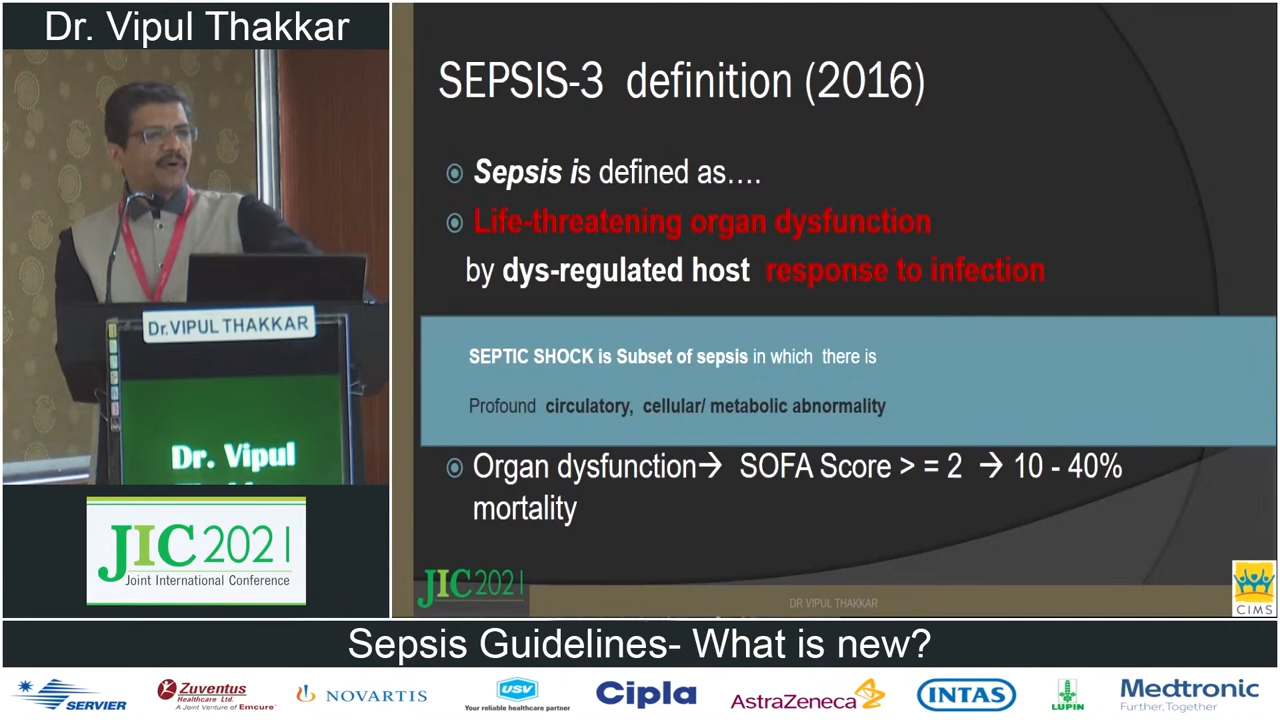 Dr. Vipul Thakkar
Dr.VIPUL THAKKAR
Dr. Vipul
JIC 2021
Joint International Conference
SEPSIS-3 definition (2016)
Sepsis is defined as….
Life-threatening organ dysfunction
by dys-regulated host response to infection
SEPTIC SHOCK is Subset of sepsis in which there is
Profound circulatory, cellular/ metabolic abnormality
Organ dysfunction→ SOFA Score > = 2 → 10 - 40%
mortality
JIC 2021
DR VIPUL THAKKAR
CIMS
Sepsis Guidelines- What is new?
SERVIER
Zuventus
Healthcare Ltd.
A Joint Venture of Emcure
NOVARTIS
USV
Your reliable healthcare partner
Cipla
AstraZeneca
INTAS
LUPIN
Medtronic
Further, Together